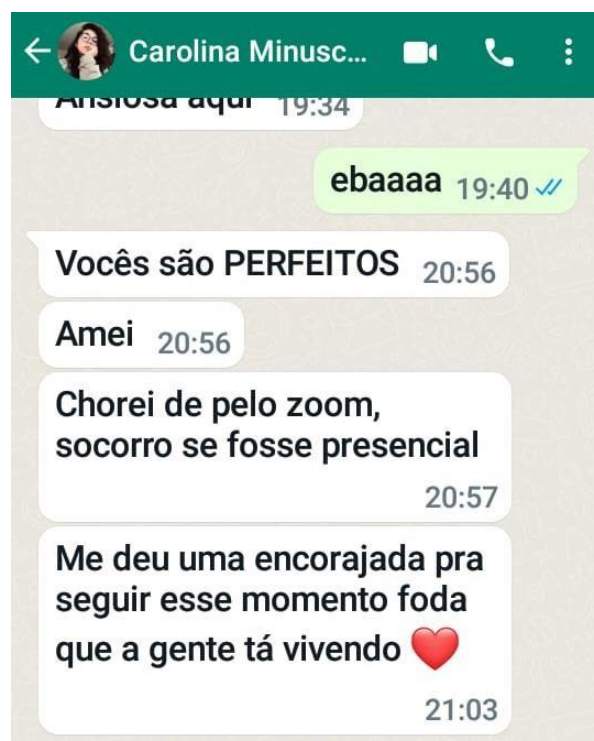 Carolina Minusc...
Ansiosa aqui 19:34
ebaaaa 19:40
Vocês são PERFEITOS 20:56
Amei 20:56
Chorei de pelo zoom,
socorro se fosse presencial
20:57
Me deu uma encorajada pra
seguir esse momento foda
que a gente tá vivendo ❤️
21:03